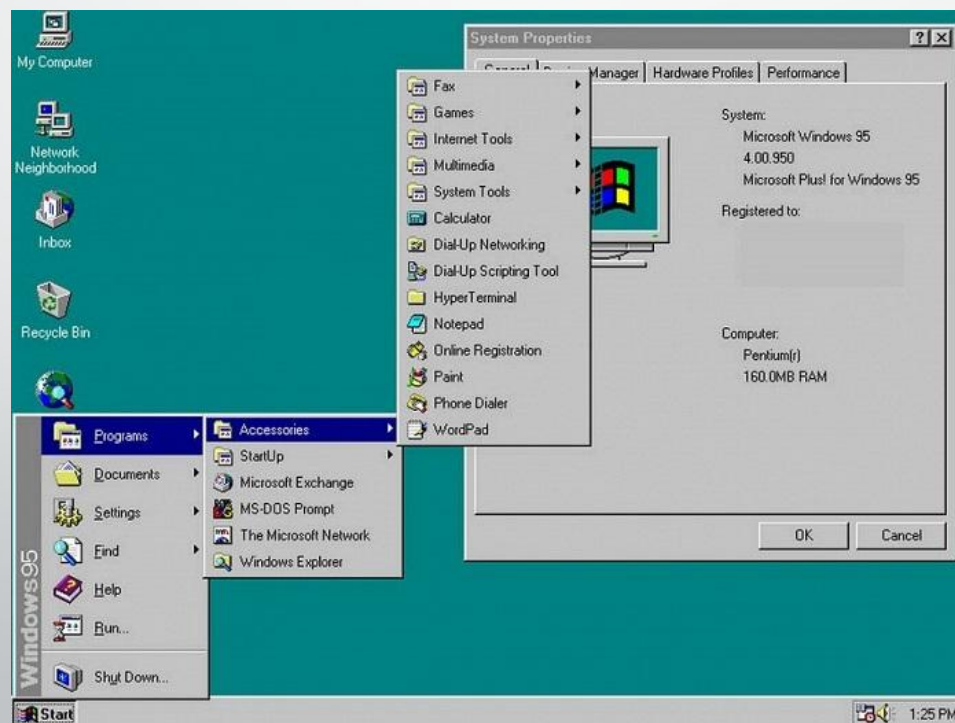 My Computer
Network
Neighborhood
Inbox
Recycle Bin
System Properties
Manager
Hardware Profiles
Performance
System:
Microsoft Windows 95
4.00.950
Microsoft Plus! for Windows 95
Registered to:
Computer:
Pentium(r)
160.0MB RAM
OK
Cancel
Fax
Games
Internet Tools
Multimedia
System Tools
Calculator
Dial-Up Networking
Dial-Up Scripting Tool
HyperTerminal
Notepad
Online Registration
Paint
Phone Dialer
WordPad
Accessories
StartUp
Microsoft Exchange
MS-DOS Prompt
The Microsoft Network
Windows Explorer
Programs
Documents
Settings
Find
Help
Run...
Shut Down...
Windows95
Start
1:25 PM